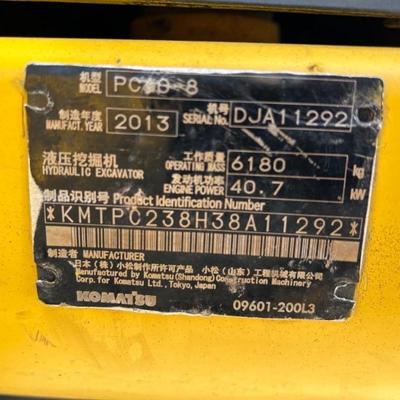 机型
MODEL PC60-8
制造年度
MANUFACT.YEAR 2013
机号
SERIAL No. DJA11292
液压挖掘机
HYDRAULIC EXCAVATOR
工作质量
OPERATING MASS 6180 kg
发动机功率
ENGINE POWER 40.7 kW
产品识别号 Product Identification Number
*KMTPC238H38A11292*
制造者 MANUFACTURER
日本（株）小松制作所许可产品 小松（山东）工程机械有限公司
Manufactured by Komatsu(Shandong)Construction Machinery
Corp.for Komatsu Ltd.,Tokyo,Japan
KOMATSU
09601-200L3